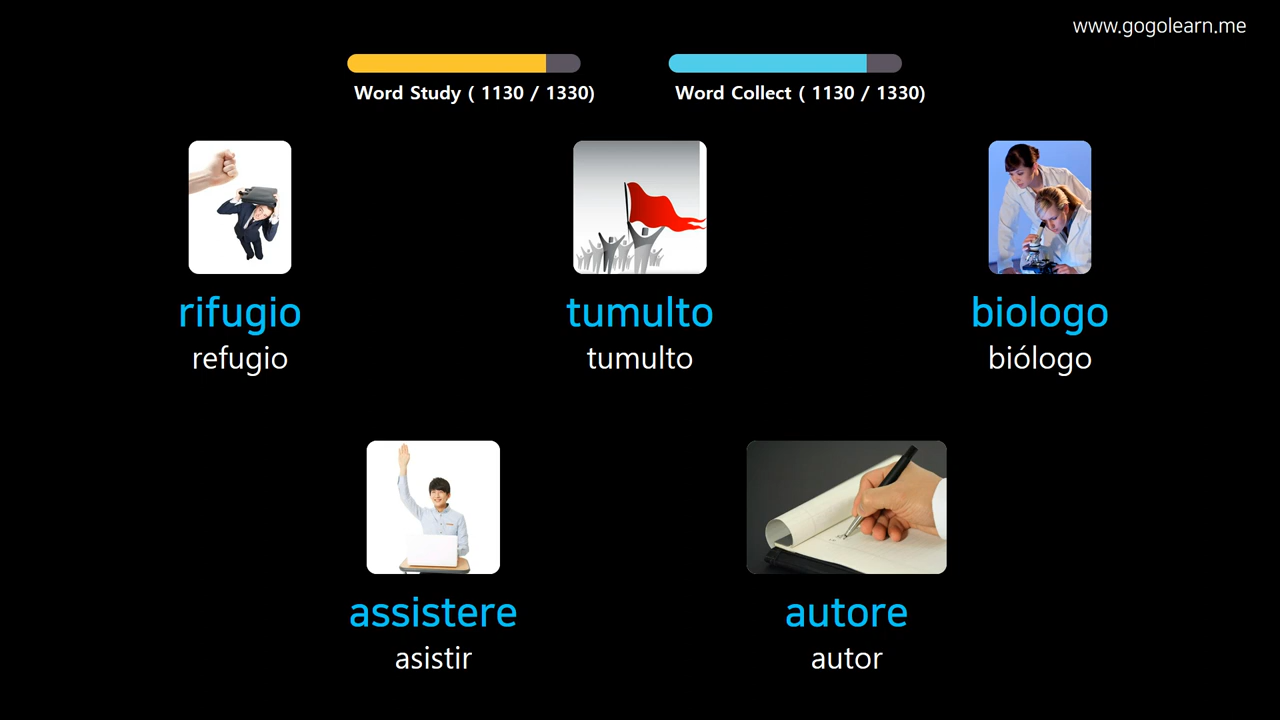 www.gogolearn.me
Word Study ( 1130 / 1330)
Word Collect ( 1130 / 1330)
rifugio
refugio
tumulto
tumulto
biologo
biólogo
assistere
asistir
autore
autor